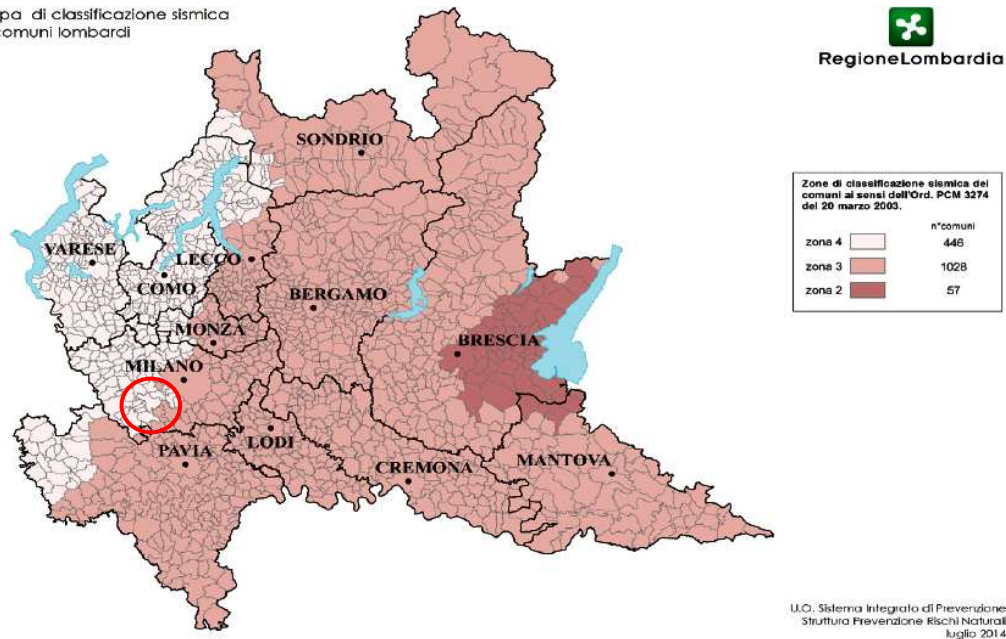 pa di classificazione sismica
comuni lombardi
RegioneLombardia
SONDRIO
Zone di classificazione sismica dei
comuni ai sensi dell'Ord. PCM 3274
del 20 marzo 2003.
n°comuni
zona 4 446
zona 3 1028
zona 2 57
VARESE
LECCO
COMO
BERGAMO
MONZA
BRESCIA
MILANO
PAVIA
LODI
CREMONA
MANTOVA
U.O. Sistema Integrato di Prevenzione
Struttura Prevenzione Rischi Naturali
luglio 2014